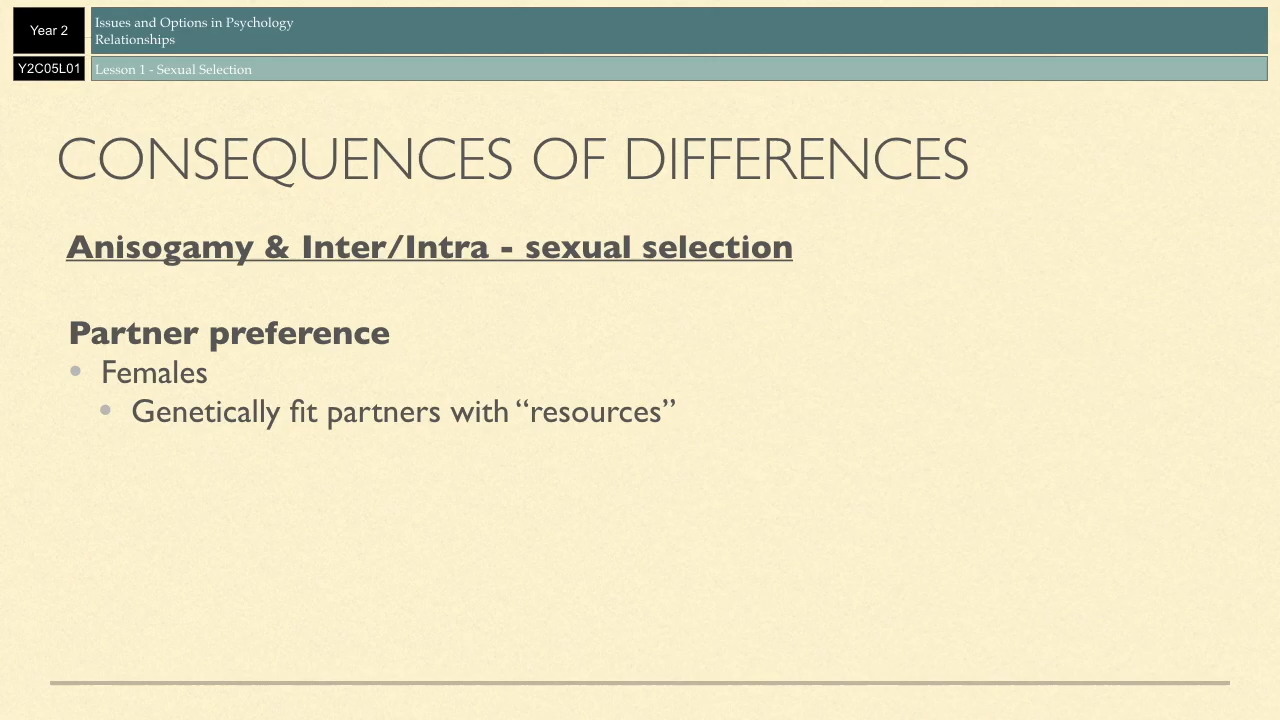 Year 2
Issues and Options in Psychology
Relationships
Y2C05L01
Lesson 1 - Sexual Selection
CONSEQUENCES OF DIFFERENCES
Anisogamy & Inter/Intra - sexual selection
Partner preference
• Females
• Genetically fit partners with “resources”